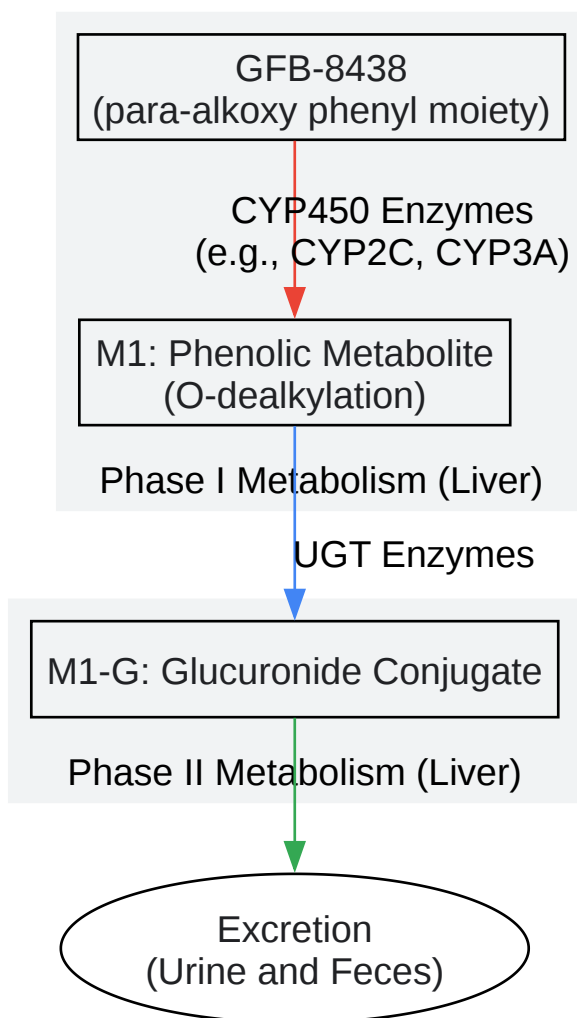 GFB-8438
(para-alkoxy phenyl moiety)
CYP450 Enzymes
(e.g., CYP2C, CYP3A)
M1: Phenolic Metabolite
(O-dealkylation)
Phase I Metabolism (Liver)
UGT Enzymes
M1-G: Glucuronide Conjugate
Phase II Metabolism (Liver)
Excretion
(Urine and Feces)